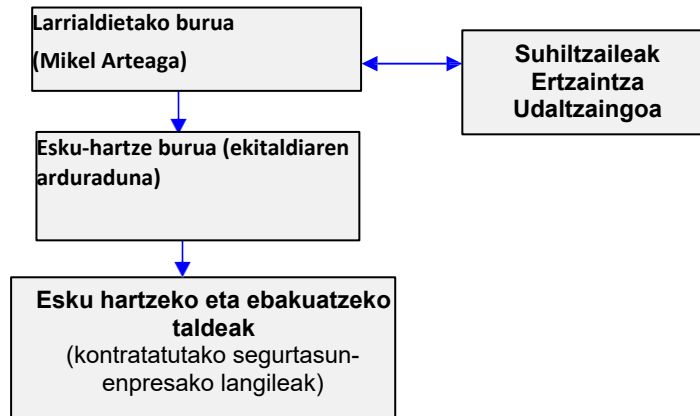 Larrialdietako burua
(Mikel Arteaga)
Suhiltzaileak
Ertzaintza
Udaltzaingoa
Esku-hartze burua (ekitaldiaren
arduraduna)
Esku hartzeko eta ebakuatzeko
taldeak
(kontratatutako segurtasun-
enpresako langileak)